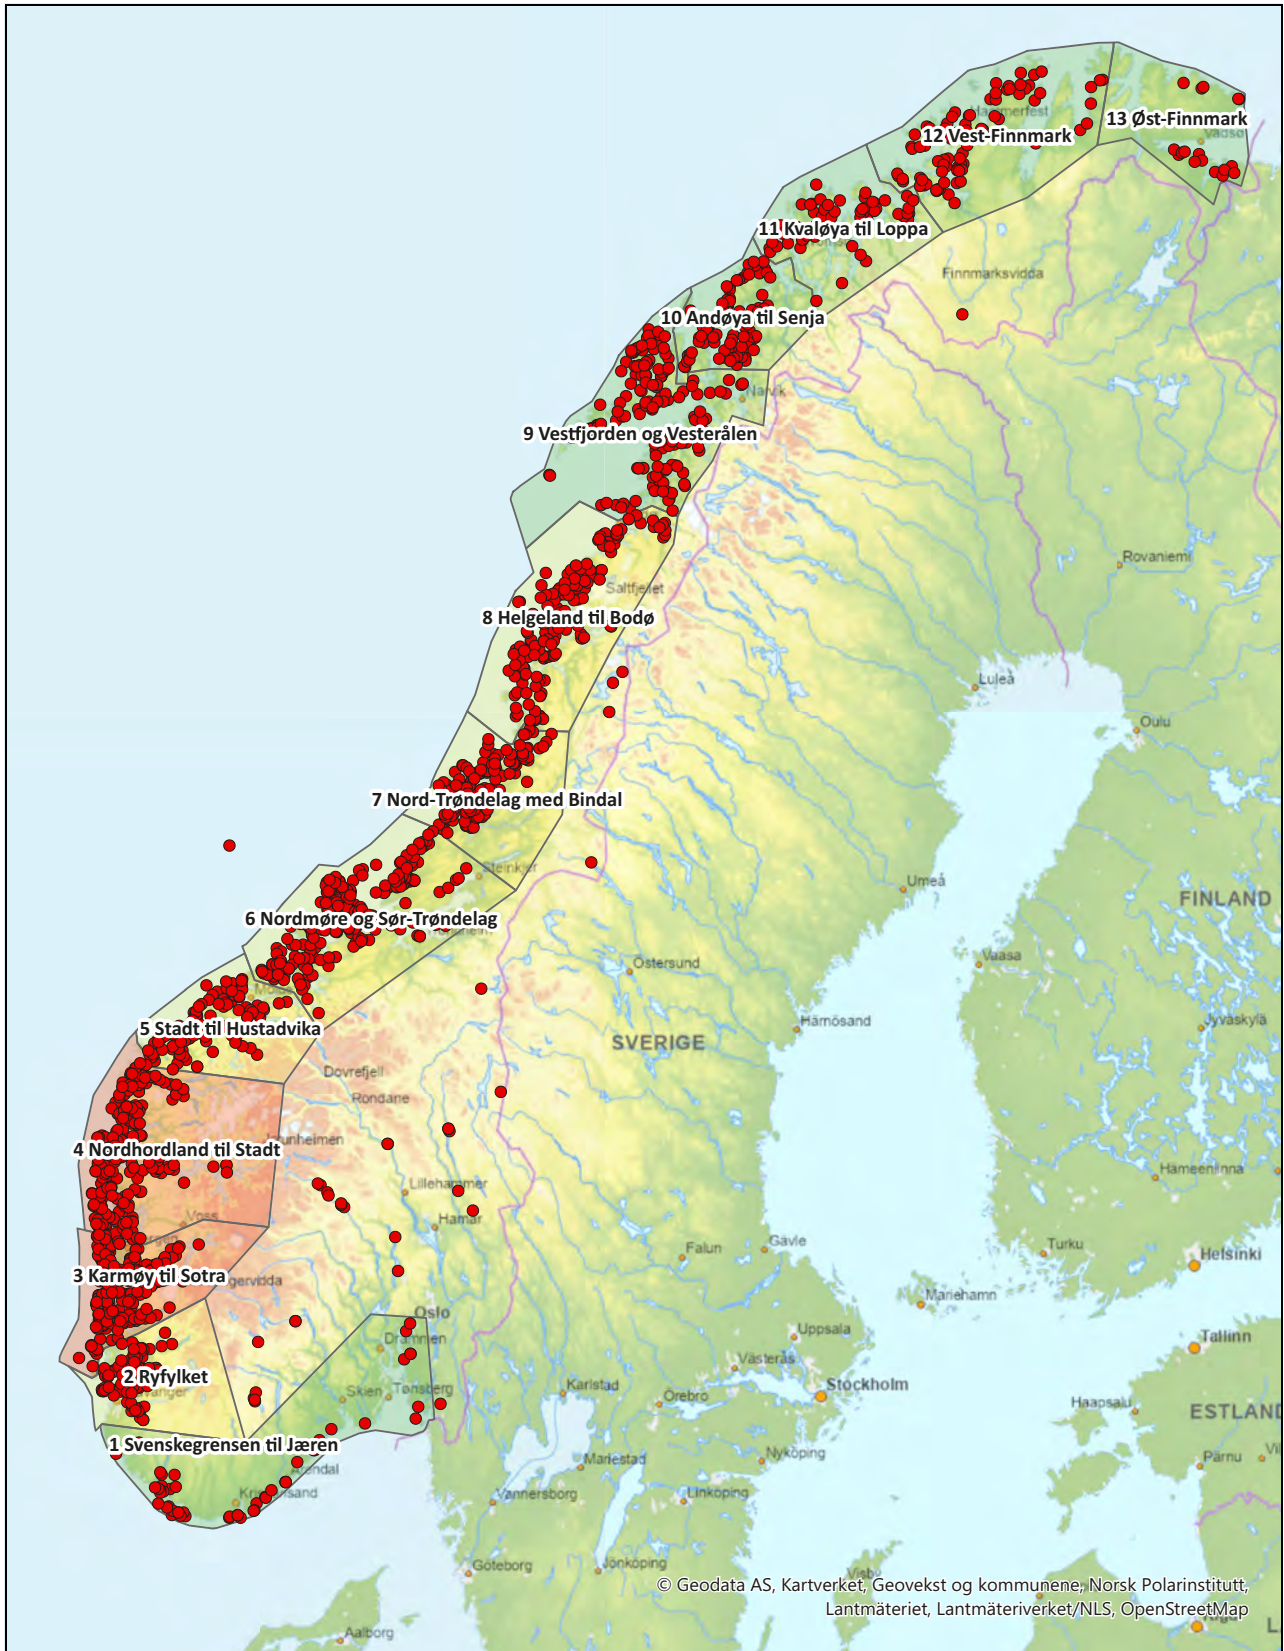 Hammerfest
13 Øst-Finnmark
12 Vest-Finnmark
Vadsø
11 Kvaløya til Loppa
Finnmarksvidda
10 Andøya til Senja
Narvik
9 Vestfjorden og Vesterålen
Rovaniemi
Saltfjellet
8 Helgeland til Bodø
Luleå
Oulu
7 Nord-Trøndelag med Bindal
Steinkjer
Umeå
FINLAND
6 Nordmøre og Sør-Trøndelag
Vaasa
Östersund
5 Stadt til Hustadvika
Härnösand
Jyväskylä
SVERIGE
Dovrefjell
Rondane
4 Nordhordland til Stadt
Hämeenlinna
Lillehammer
Voss
Hamar
Falun
Gävle
Turku
Helsinki
3 Karmøy til Sotra
Mariehamn
Oslo
Drammen
Uppsala
Tallinn
2 Ryfylket
Västerås
Skien
Tønsberg
Karlstad
Örebro
Stockholm
Haapsalu
ESTLAND
1 Svenskegrensen til Jæren
Nyköping
Pärnu
Arendal
Mariestad
Kristiansand
Vännersborg
Linköping
Göteborg
Jönköping
Visby
© Geodata AS, Kartverket, Geovekst og kommunene, Norsk Polarinstitutt,
Lantmäteriet, Lantmäteriverket/NLS, OpenStreetMap
Aalborg